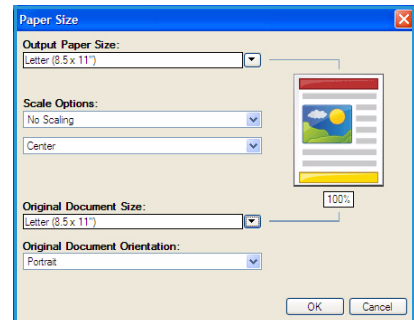 Paper Size
Output Paper Size:
Letter (8.5 x 11")
Scale Options:
No Scaling
Center
100%
Original Document Size:
Letter (8.5 x 11")
Original Document Orientation:
Portrait
OK Cancel